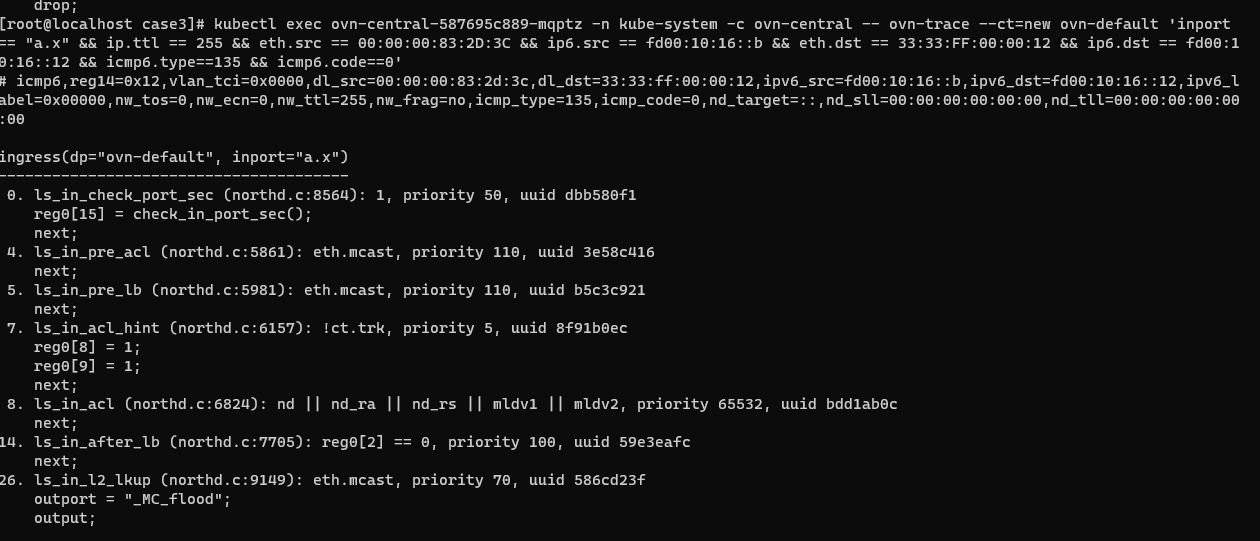 drop;
[root@localhost case3]# kubectl exec ovn-central-587695c889-mqptz -n kube-system -c ovn-central -- ovn-trace --ct=new ovn-default 'inport
== "a.x" && ip.ttl == 255 && eth.src == 00:00:00:83:2D:3C && ip6.src == fd00:10:16::b && eth.dst == 33:33:FF:00:00:12 && ip6.dst == fd00:1
0:16::12 && icmp6.type==135 && icmp6.code==0'
# icmp6,reg14=0x12,vlan_tci=0x0000,dl_src=00:00:00:83:2d:3c,dl_dst=33:33:ff:00:00:12,ipv6_src=fd00:10:16::b,ipv6_dst=fd00:10:16::12,ipv6_l
abel=0x00000,nw_tos=0,nw_ecn=0,nw_ttl=255,nw_frag=no,icmp_type=135,icmp_code=0,nd_target=::,nd_sll=00:00:00:00:00:00,nd_tll=00:00:00:00:00
:00
ingress(dp="ovn-default", inport="a.x")
---------------------------------------
 0. ls_in_check_port_sec (northd.c:8564): 1, priority 50, uuid dbb580f1
    reg0[15] = check_in_port_sec();
    next;
 4. ls_in_pre_acl (northd.c:5861): eth.mcast, priority 110, uuid 3e58c416
    next;
 5. ls_in_pre_lb (northd.c:5981): eth.mcast, priority 110, uuid b5c3c921
    next;
 7. ls_in_acl_hint (northd.c:6157): !ct.trk, priority 5, uuid 8f91b0ec
    reg0[8] = 1;
    reg0[9] = 1;
    next;
 8. ls_in_acl (northd.c:6824): nd || nd_ra || nd_rs || mldv1 || mldv2, priority 65532, uuid bdd1ab0c
    next;
14. ls_in_after_lb (northd.c:7705): reg0[2] == 0, priority 100, uuid 59e3eafc
    next;
26. ls_in_l2_lkup (northd.c:9149): eth.mcast, priority 70, uuid 586cd23f
    outport = "_MC_flood";
    output;